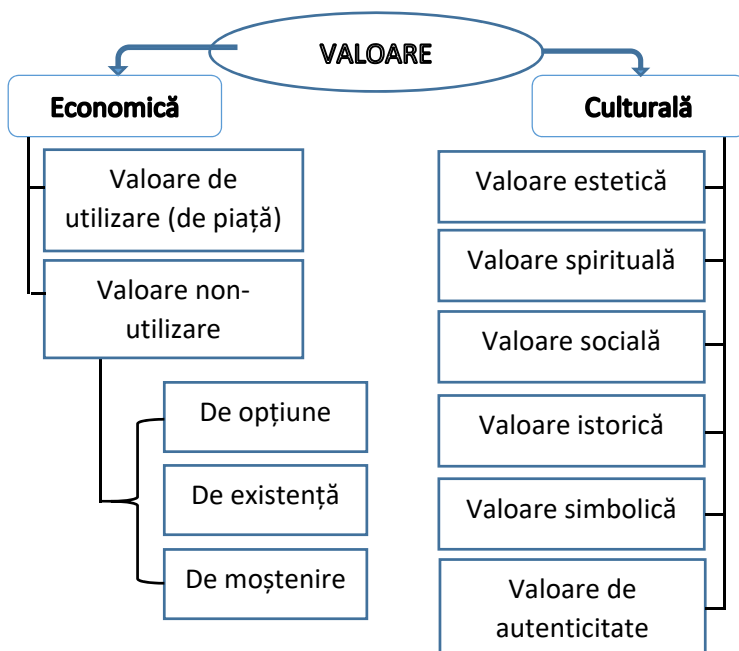 VALOARE
Economică
Valoare de
utilizare (de piață)
Valoare non-
utilizare
De opțiune
De existență
De moștenire
Culturală
Valoare estetică
Valoare spirituală
Valoare socială
Valoare istorică
Valoare simbolică
Valoare de
autenticitate